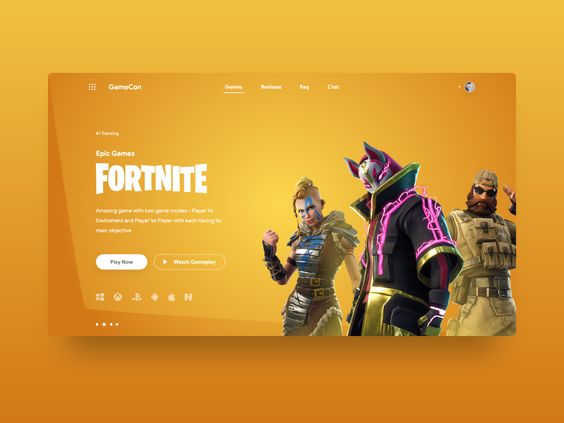 GameCon
Games
Reviews
Faq
Chat
#1 Trending
Epic Games
FORTNITE
Amazing game with two game modes - Player Vs
Enviroment and Player Vs Player with each having its
main objective.
Play Now
Watch Gameplay